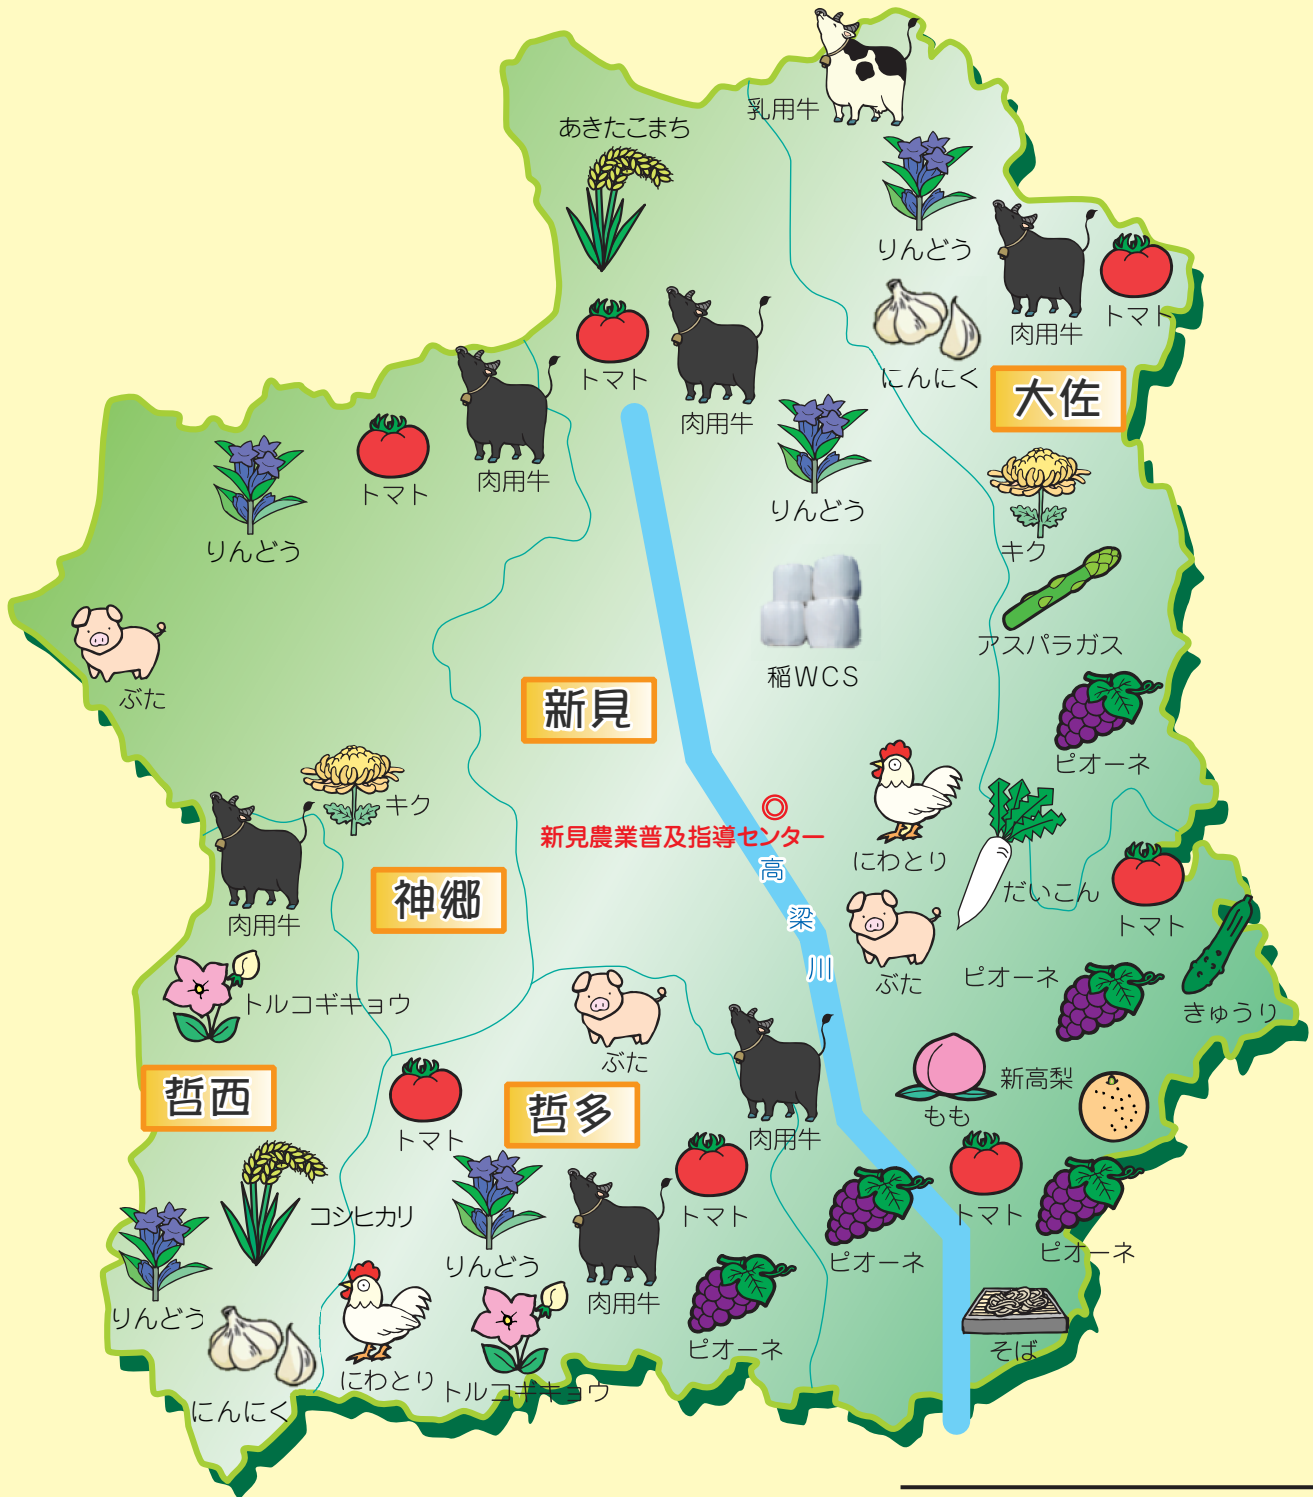 乳用牛
あきたこまち
りんどう
トマト
肉用牛
トマト
にんにく
大佐
肉用牛
りんどう
肉用牛
トマト
りんどう
キク
アスパラガス
稲WCS
ぶた
新見
ピオーネ
キク
新見農業普及指導センター
にわとり
高
梁
川
だいこん
神郷
肉用牛
トマト
ぶた
ピオーネ
トルコギキョウ
きゅうり
ぶた
新高梨
もも
哲西
哲多
トマト
肉用牛
コシヒカリ
トマト
トマト
ピオーネ
ピオーネ
りんどう
肉用牛
りんどう
ピオーネ
そば
にわとり
トルコギキョウ
にんにく